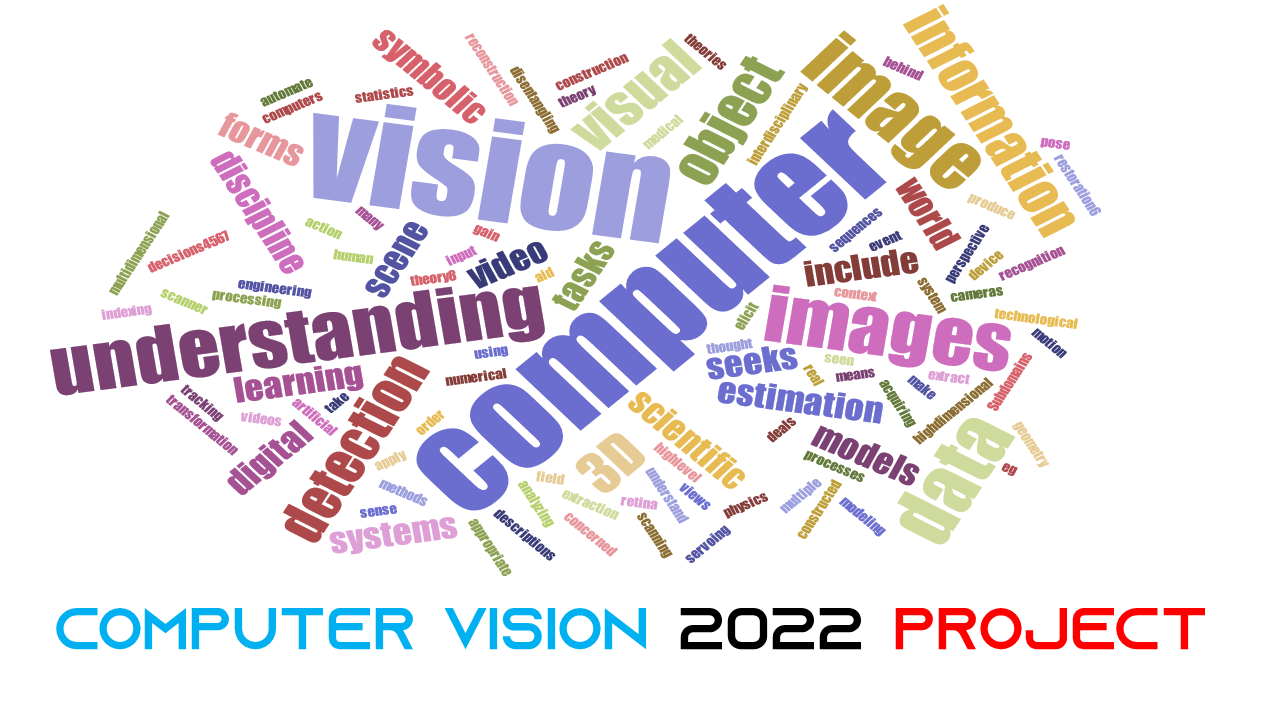 symbolic
reconstruction
disentangling
construction
theory
visual
theories
object
image
behind
information
automate
computers
statistics
forms
vision
medical
interdisciplinary
computer
pose
restoration6
discipline
many
action
human
scene
gain
input
video
aid
tasks
world
produce
sequences
event
perspective
device
recognition
multidimensional
decisions4567
engineering
processing
scanner
indexing
theory8
include
context
system
cameras
understanding
elicit
images
technological
motion
using
numerical
learning
thought
seeks
seen
real
means
extract
estimation
acquiring
make
highdimensional
Subdomains
tracking
transformation
videos
artificial
take
digital
detection
order
apply
methods
sense
systems
scientific
3D
highlevel
understand
views
deals
models
processes
data
geometry
eg
field
extraction
analyzing
retina
concerned
descriptions
appropriate
scanning
servoing
physics
multiple
constructed
modeling
COMPUTER VISION 2022 PROJECT